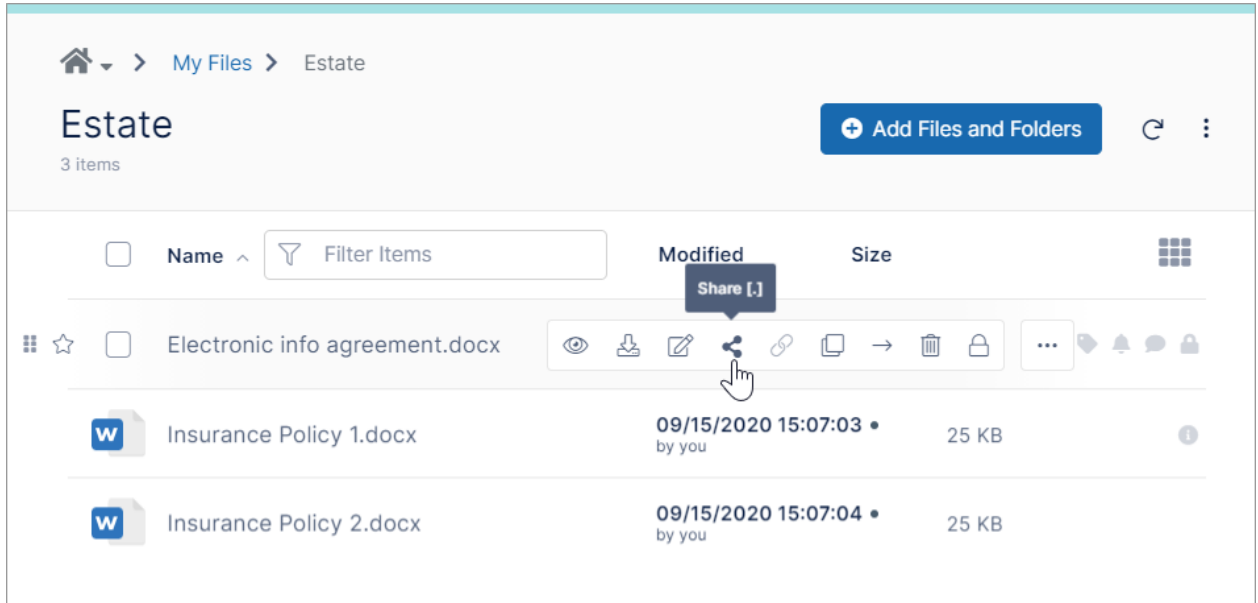 My Files Estate
Estate
Add Files and Folders
3 items
Name Filter Items Modified Size
Share [.]
Electronic info agreement.docx
W Insurance Policy 1.docx 09/15/2020 15:07:03 25 KB
by you
W Insurance Policy 2.docx 09/15/2020 15:07:04 25 KB
by you